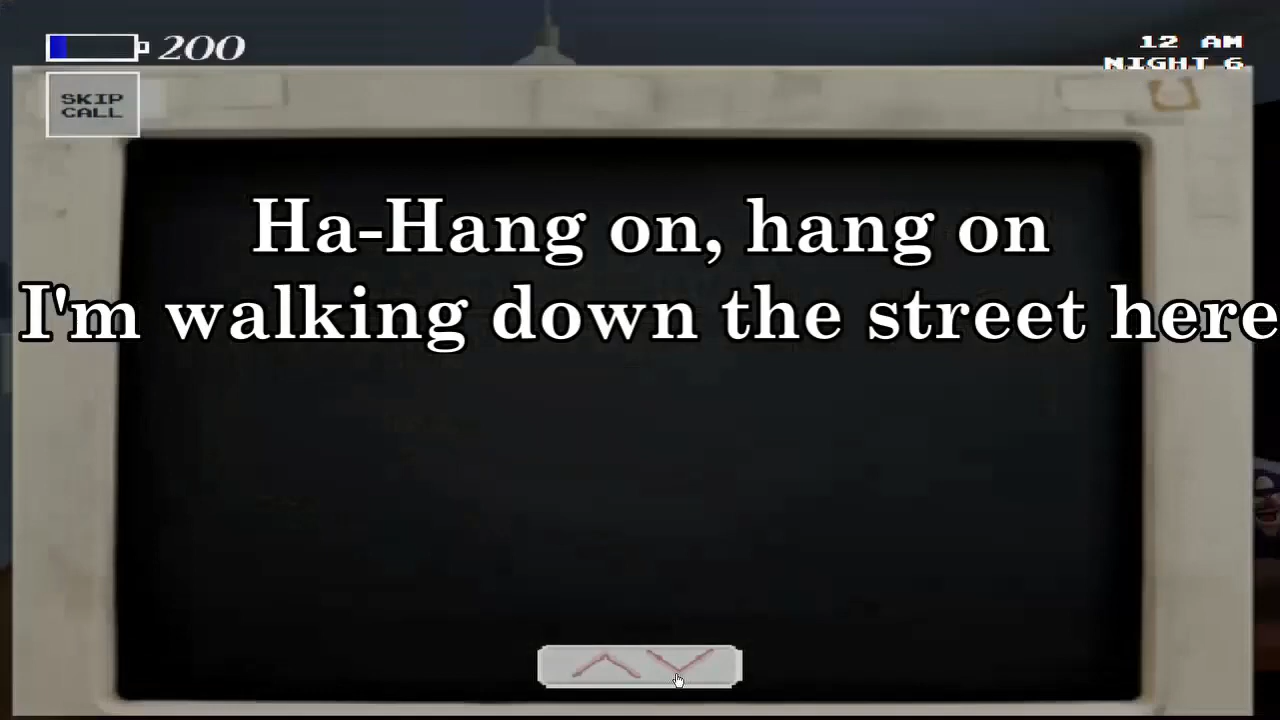 200
12 AM
NIGHT 6
SKIP
CALL
Ha-Hang on, hang on
I'm walking down the street here